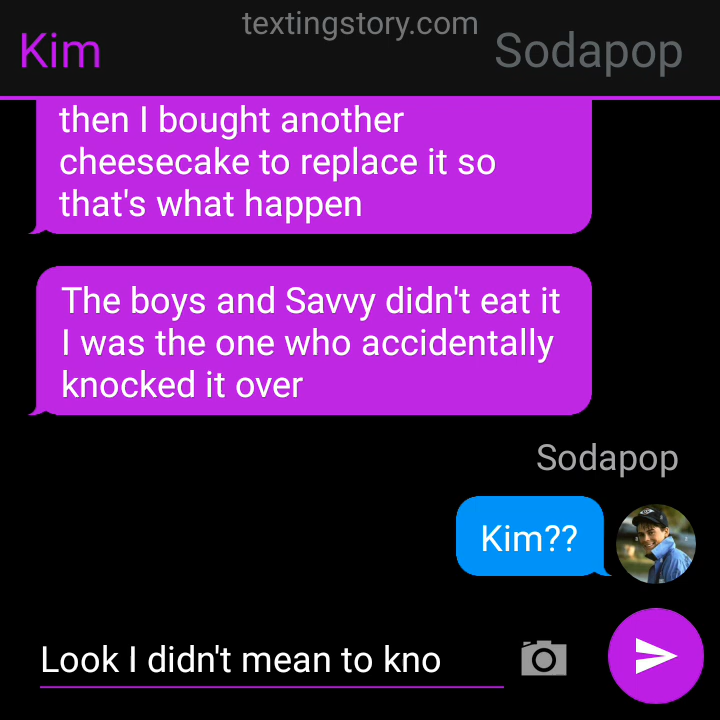 textingstory.com
Kim
Sodapop
then I bought another
cheesecake to replace it so
that's what happen
The boys and Savvy didn't eat it
I was the one who accidentally
knocked it over
Sodapop
Kim??
Look I didn't mean to kno